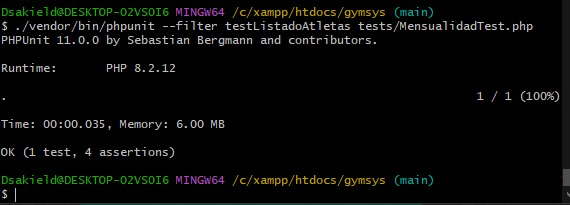 Dsakield@DESKTOP-02VSOI6 MINGW64 /c/xampp/htdocs/gymsys (main)
$ ./vendor/bin/phpunit --filter testListadoAtletas tests/MensualidadTest.php
PHPUnit 11.0.0 by Sebastian Bergmann and contributors.
Runtime:       PHP 8.2.12
.                                                                   1 / 1 (100%)
Time: 00:00.035, Memory: 6.00 MB
OK (1 test, 4 assertions)
Dsakield@DESKTOP-02VSOI6 MINGW64 /c/xampp/htdocs/gymsys (main)
$